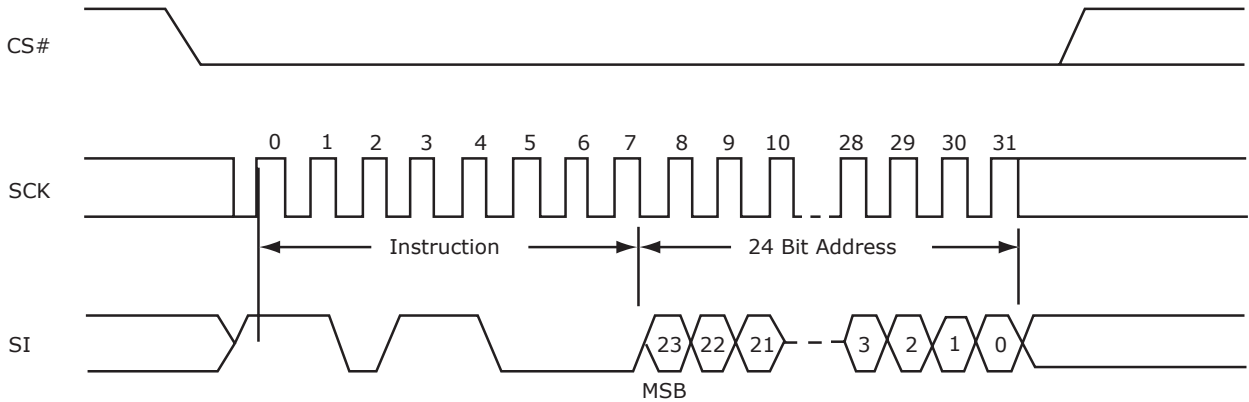 CS#
0 1 2 3 4 5 6 7 8 9 10 28 29 30 31
SCK
Instruction 24 Bit Address
SI 23 22 21 3 2 1 0
MSB